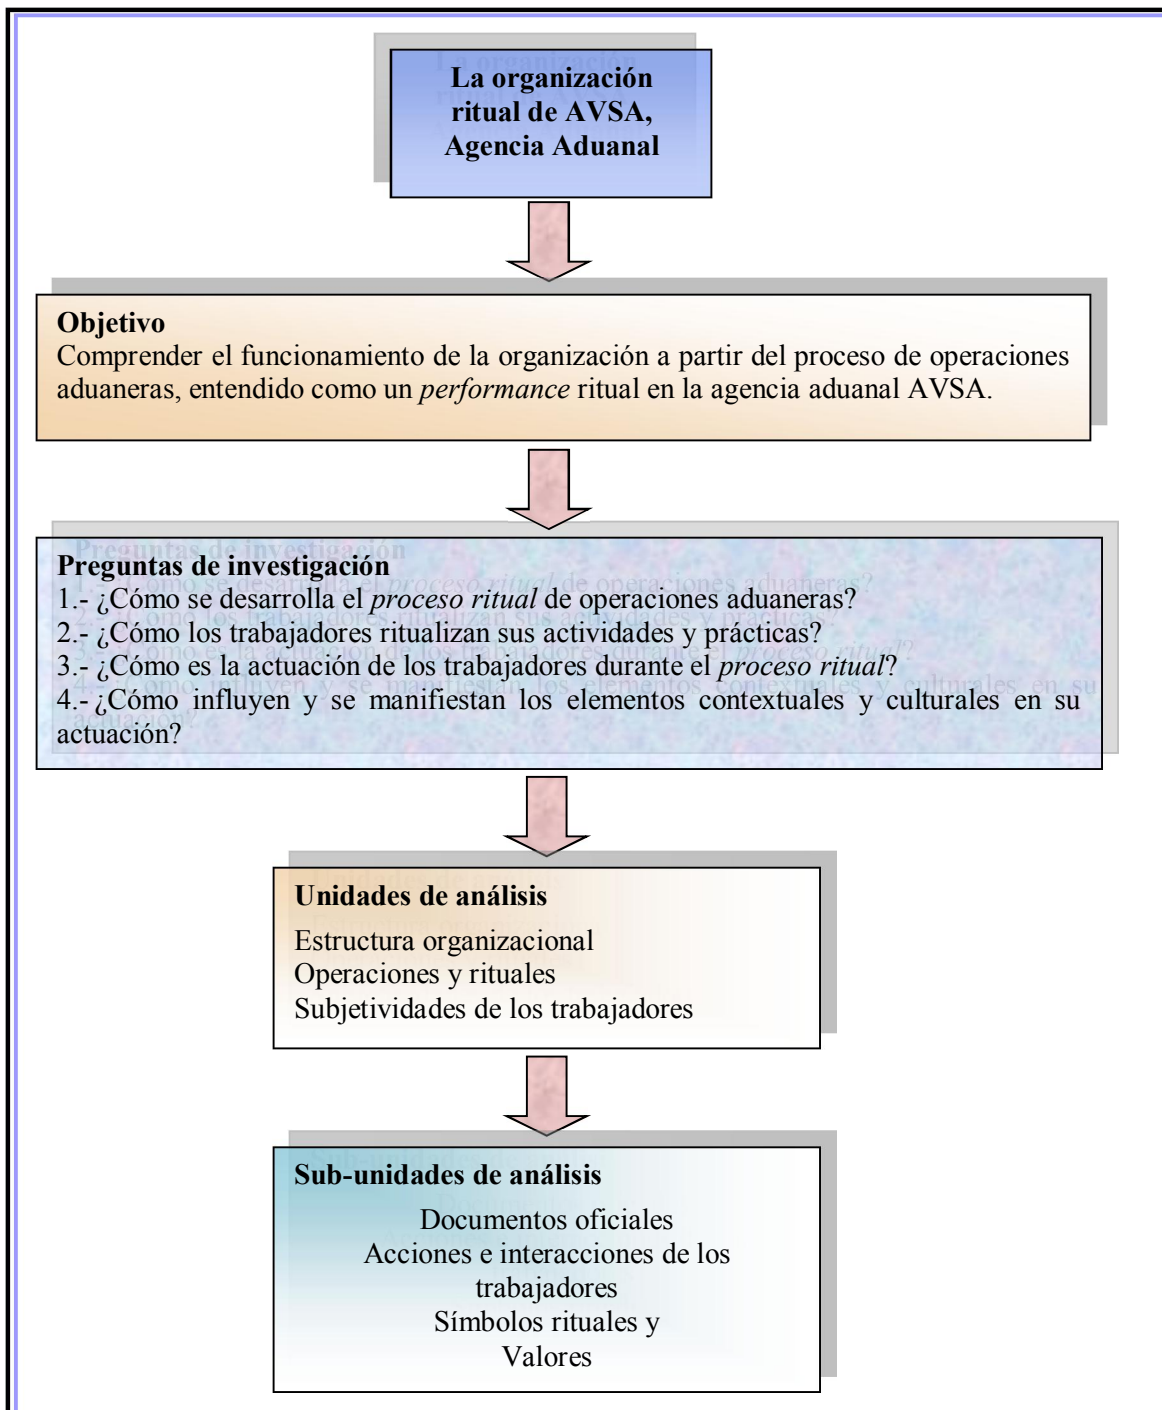 La organización
ritual de AVSA,
Agencia Aduanal
Objetivo
Comprender el funcionamiento de la organización a partir del proceso de operaciones
aduaneras, entendido como un performance ritual en la agencia aduanal AVSA.
Preguntas de investigación
1.- ¿Cómo se desarrolla el proceso ritual de operaciones aduaneras?
2.- ¿Cómo los trabajadores ritualizan sus actividades y prácticas?
3.- ¿Cómo es la actuación de los trabajadores durante el proceso ritual?
4.- ¿Cómo influyen y se manifiestan los elementos contextuales y culturales en su
actuación?
Unidades de análisis
Estructura organizacional
Operaciones y rituales
Subjetividades de los trabajadores
Sub-unidades de análisis
Documentos oficiales
Acciones e interacciones de los
trabajadores
Símbolos rituales y
Valores